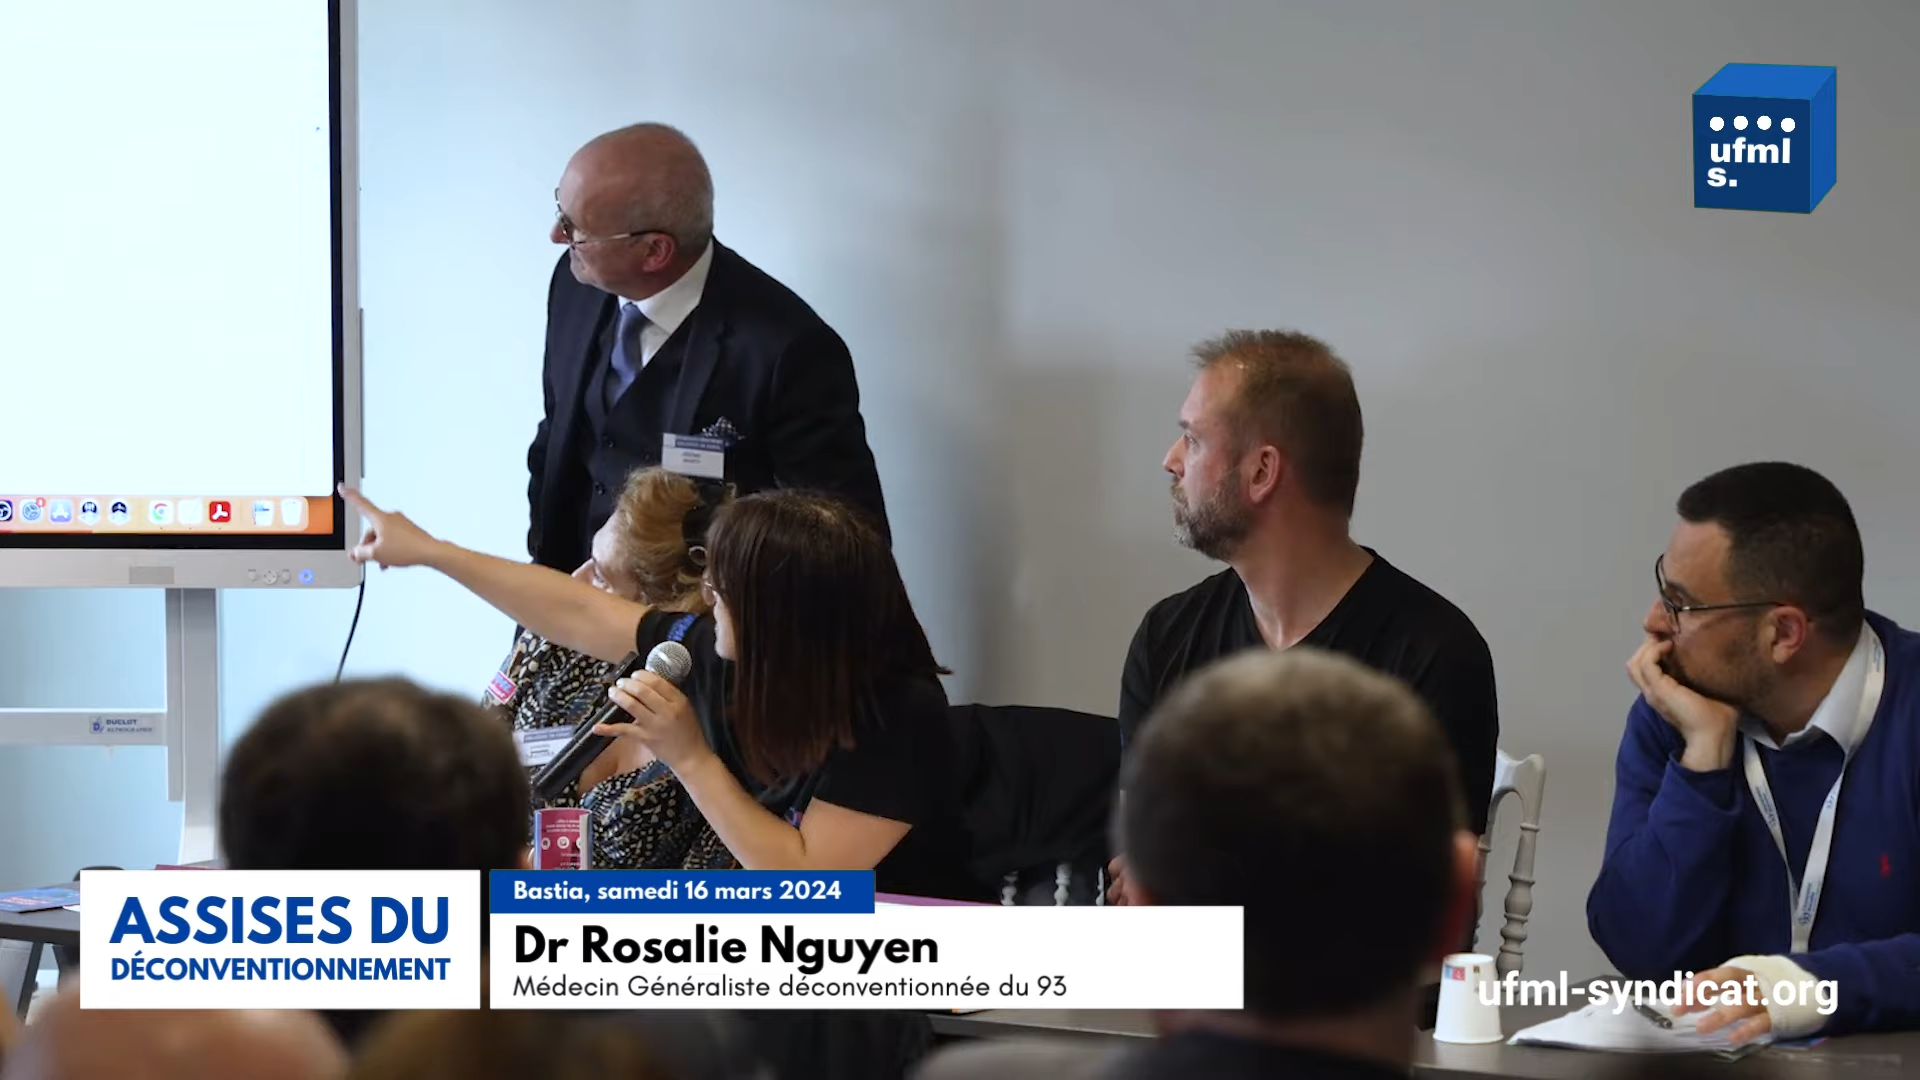 ufml
s.
DUCLOT
Bastia, samedi 16 mars 2024
ASSISES DU
DÉCONVENTIONNEMENT
Dr Rosalie Nguyen
Médecin Généraliste déconventionnée du 93
ufml-syndicat.org